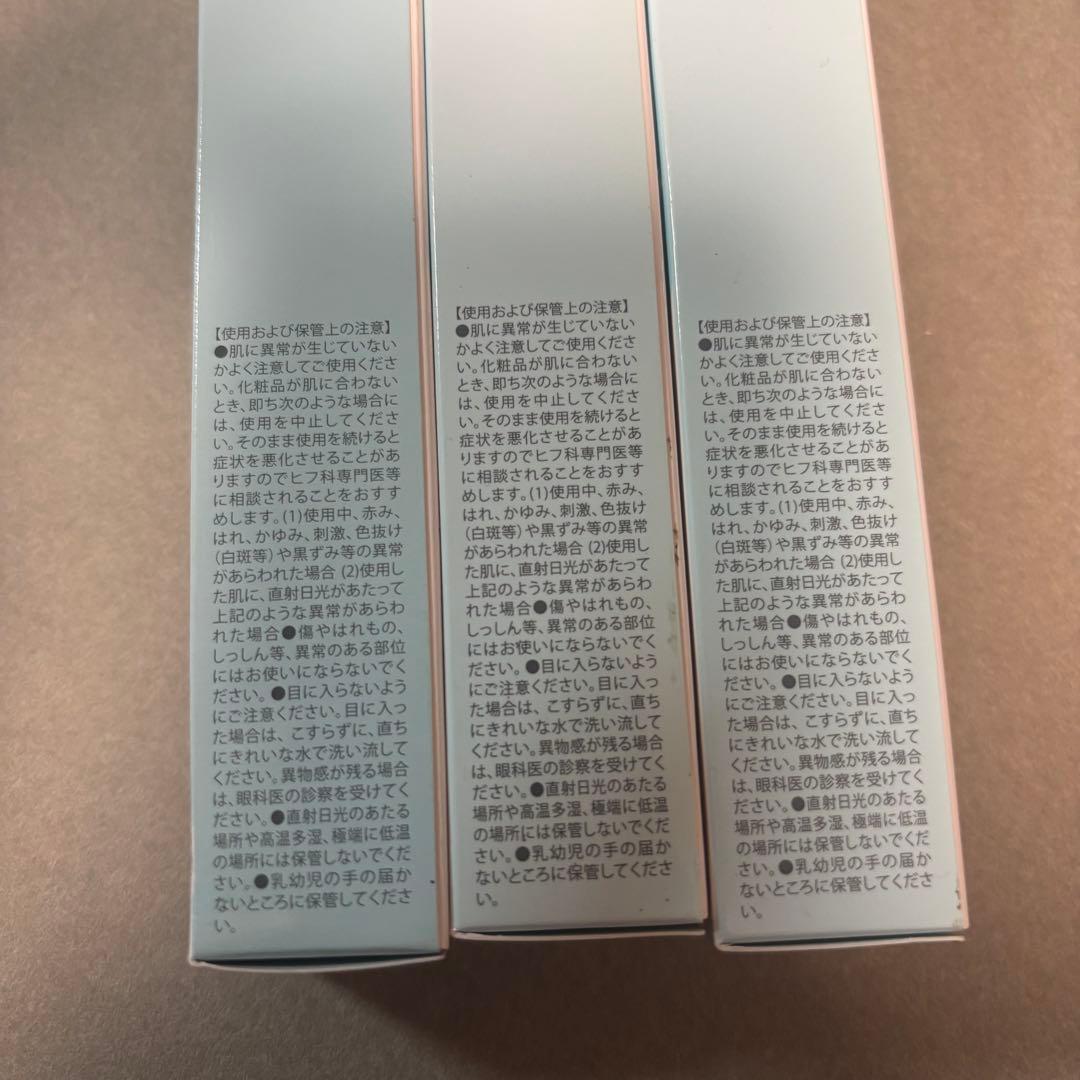 【使用および保管上の注意】
●肌に異常が生じていない
かよく注意してご使用くださ
い。化粧品が肌に合わない
とき、即ち次のような場合に
は、使用を中止してくださ
い。そのまま使用を続けると
症状を悪化させることがあ
りますのでヒフ科専門医等
に相談されることをおすす
めします。(1)使用中、赤み、
はれ、かゆみ、刺激、色抜け
(白斑等)や黒ずみ等の異常
があらわれた場合 (2)使用し
た肌に、直射日光があたって
上記のような異常があらわ
れた場合●傷やはれもの、
しっしん等、異常のある部位
にはお使いにならないでく
ださい。●目に入らないよう
にご注意ください。目に入っ
た場合は、こすらずに、直ち
にきれいな水で洗い流して
ください。異物感が残る場合
は、眼科医の診察を受けてく
ださい。●直射日光のあたる
場所や高温多湿、極端に低温
の場所には保管しないでくだ
さい。●乳幼児の手の届か
ないところに保管してくださ
い。
【使用および保管上の注意】
●肌に異常が生じていない
かよく注意してご使用くださ
い。化粧品が肌に合わない
とき、即ち次のような場合に
は、使用を中止してくださ
い。そのまま使用を続けると
症状を悪化させることがあ
りますのでヒフ科専門医等
に相談されることをおすす
めします。(1)使用中、赤み、
はれ、かゆみ、刺激、色抜け
(白斑等)や黒ずみ等の異常
があらわれた場合 (2)使用し
た肌に、直射日光があたって
上記のような異常があらわ
れた場合●傷やはれもの、
しっしん等、異常のある部位
にはお使いにならないでく
ださい。●目に入らないよう
にご注意ください。目に入っ
た場合は、こすらずに、直ち
にきれいな水で洗い流して
ください。異物感が残る場合
は、眼科医の診察を受けてく
ださい。●直射日光のあたる
場所や高温多湿、極端に低温
の場所には保管しないでくだ
さい。●乳幼児の手の届か
ないところに保管してくださ
い。
【使用および保管上の注意】
●肌に異常が生じていない
かよく注意してご使用くださ
い。化粧品が肌に合わない
とき、即ち次のような場合に
は、使用を中止してくださ
い。そのまま使用を続けると
症状を悪化させることがあ
りますのでヒフ科専門医等
に相談されることをおすす
めします。(1)使用中、赤み、
はれ、かゆみ、刺激、色抜け
(白斑等)や黒ずみ等の異常
があらわれた場合 (2)使用し
た肌に、直射日光があたって
上記のような異常があらわ
れた場合●傷やはれもの、
しっしん等、異常のある部位
にはお使いにならないでく
ださい。●目に入らないよう
にご注意ください。目に入っ
た場合は、こすらずに、直ち
にきれいな水で洗い流して
ください。異物感が残る場合
は、眼科医の診察を受けてく
ださい。●直射日光のあたる
場所や高温多湿、極端に低温
の場所には保管しないでくだ
さい。●乳幼児の手の届か
ないところに保管してくださ
い。